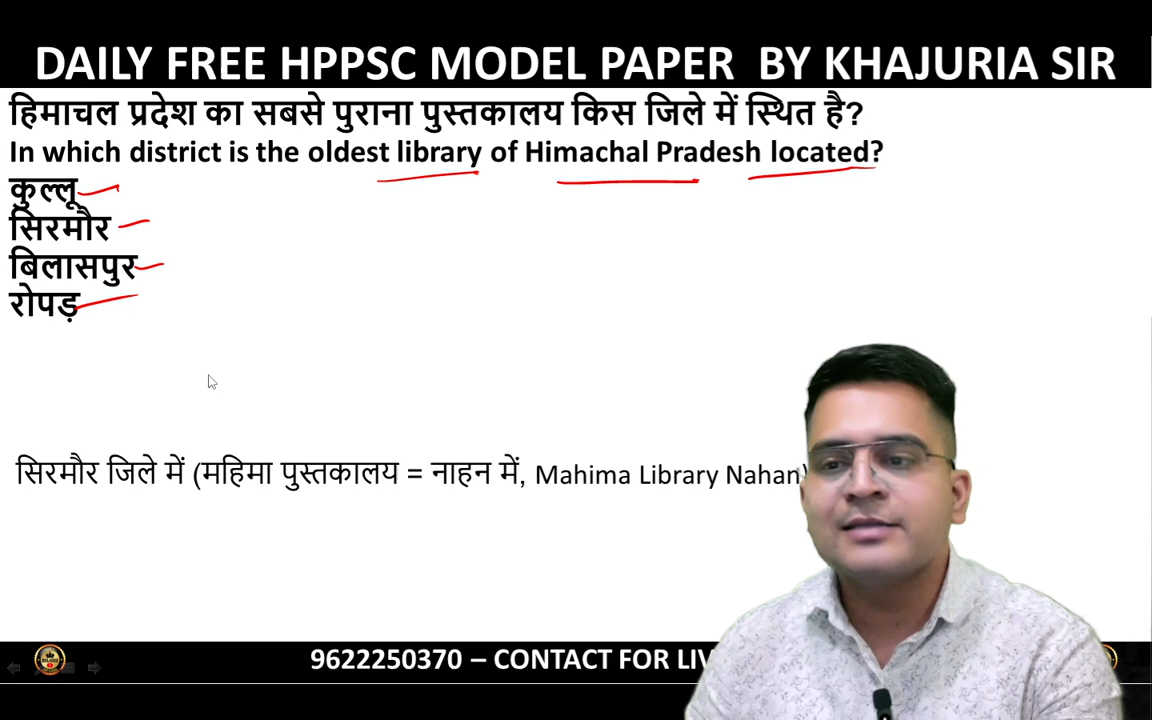 DAILY FREE HPPSC MODEL PAPER BY KHAJURIA SIR
हिमाचल प्रदेश का सबसे पुराना पुस्तकालय किस जिले में स्थित है?
In which district is the oldest library of Himachal Pradesh located?
कुल्लू
सिरमौर
बिलासपुर
रोपड़
सिरमौर जिले में (महिमा पुस्तकालय = नाहन में, Mahima Library Nahan)
9622250370 – CONTACT FOR LIV